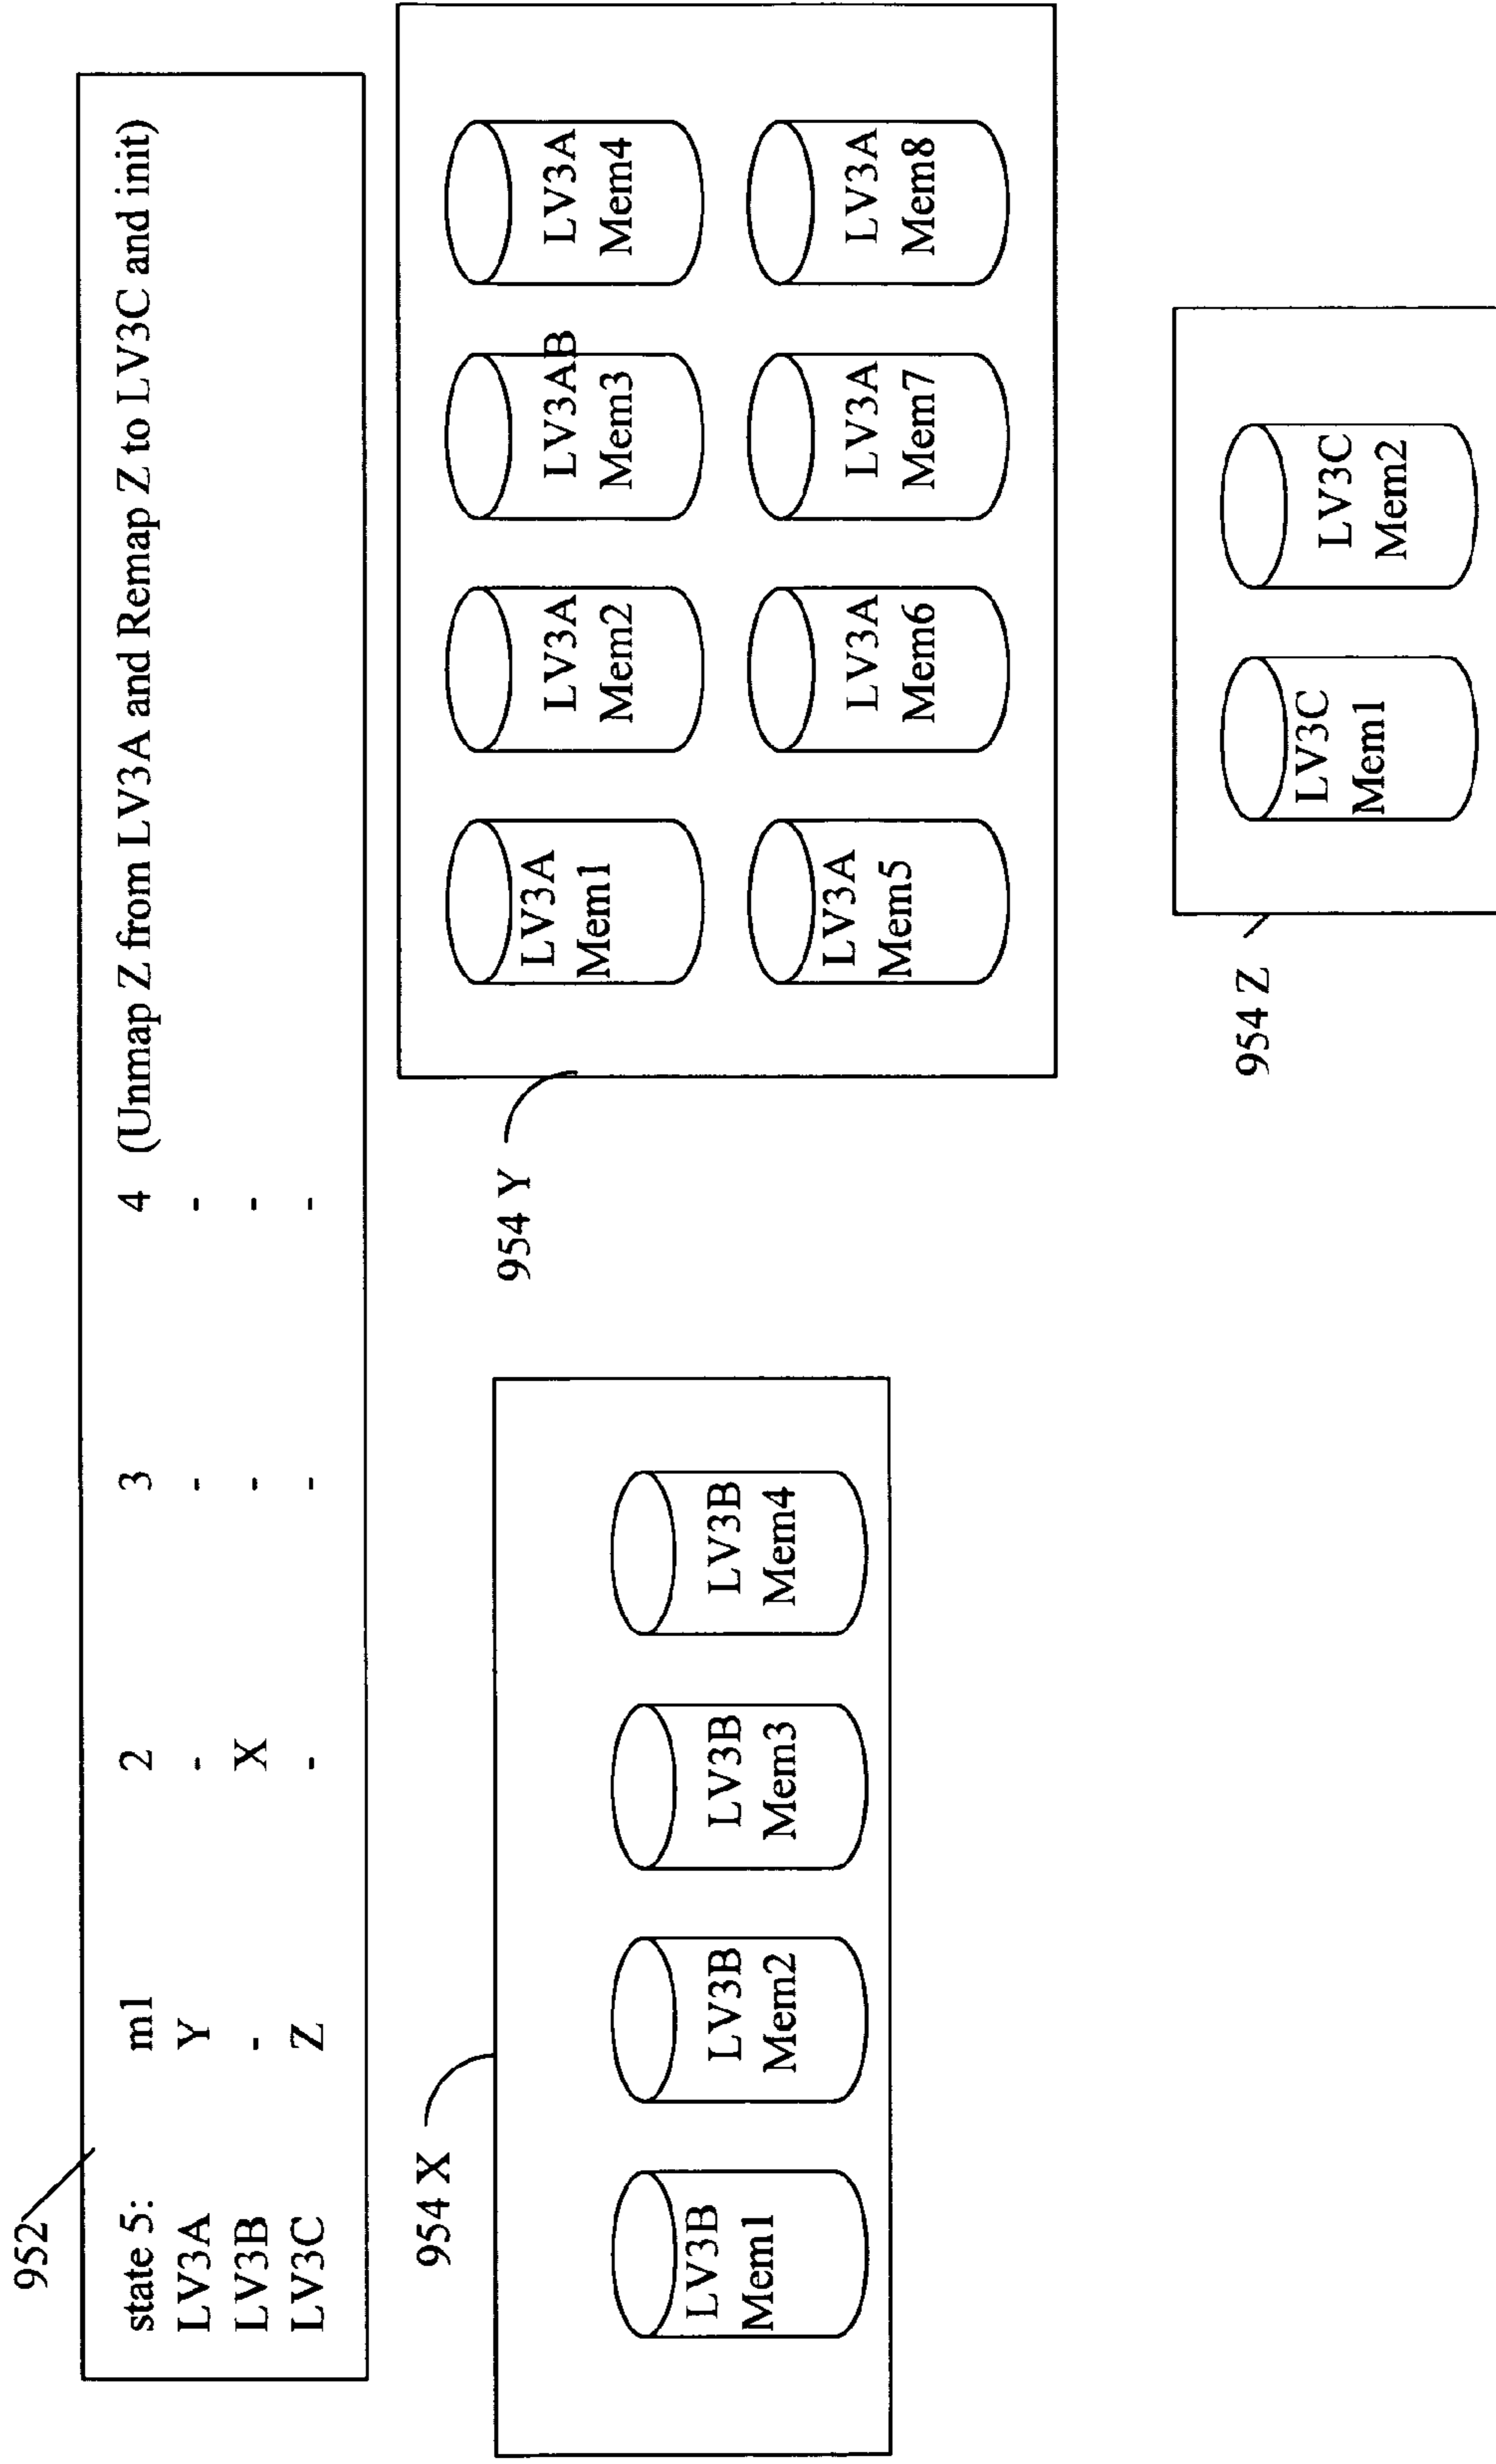 952
state 5: m1 2 3 4 (Unmap Z from LV3A and Remap Z to LV3C and init)
LV3A Y - - -
LV3B - X - -
LV3C Z - - -
954 X
LV3B
Mem1
LV3B
Mem2
LV3B
Mem3
LV3B
Mem4
954 Y
LV3A
Mem1
LV3A
Mem2
LV3AB
Mem3
LV3A
Mem4
LV3A
Mem5
LV3A
Mem6
LV3A
Mem7
LV3A
Mem8
954 Z
LV3C
Mem1
LV3C
Mem2